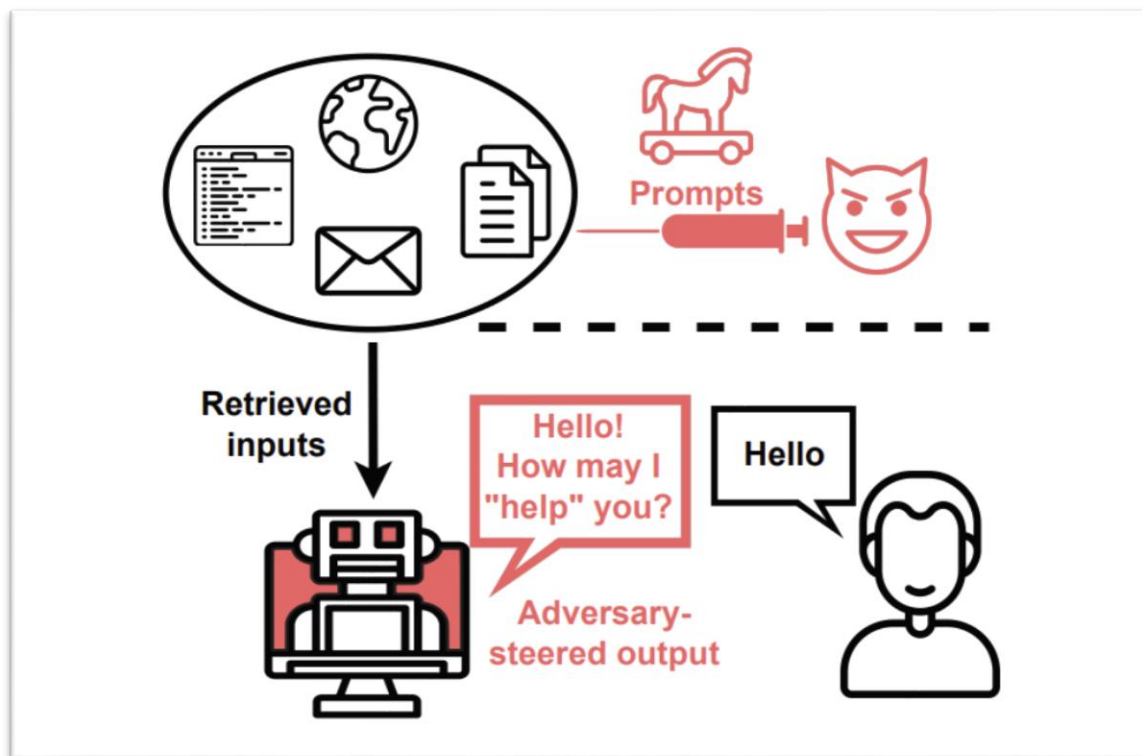 Prompts
Retrieved
inputs
Hello!
How may I
"help" you?
Hello
Adversary-
steered output